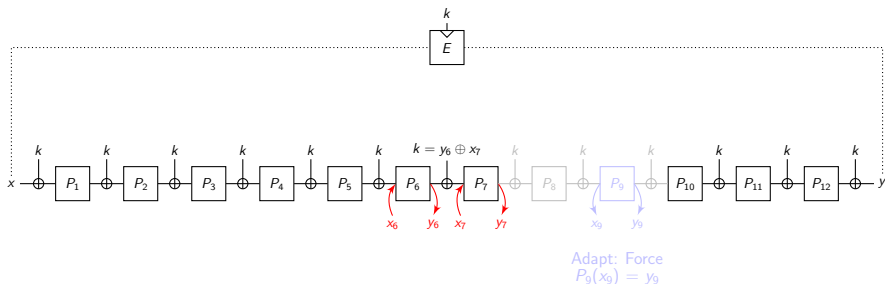 k
E
k k k k k k k = y₆ ⊕ x₇ k k k k k
x P₁ P₂ P₃ P₄ P₅ P₆ P₇ P₈ P₉ P₁₀ P₁₁ P₁₂ y
x₆ y₆ x₇ y₇ x₉ y₉
Adapt: Force
P₉(x₉) = y₉